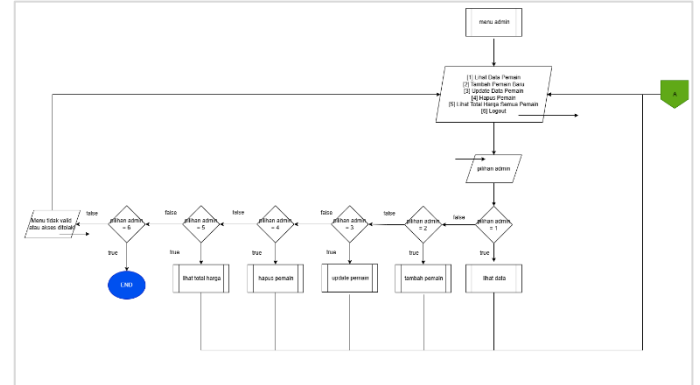 menu admin
[1] Lihat Data Pemain
[2] Tambah Pemain Baru
[3] Update Data Pemain
[4] Hapus Pemain
[5] Lihat Total Harga Semua Pemain
[6] Logout
A
pilihan admin
Menu tidak valid
atau akses ditolak!
false
pilihan admin
= 6
false
pilihan admin
= 5
false
pilihan admin
= 4
false
pilihan admin
= 3
false
pilihan admin
= 2
false
pilihan admin
= 1
true
true
true
true
true
true
END
lihat total harga
hapus pemain
update pemain
tambah pemain
lihat data